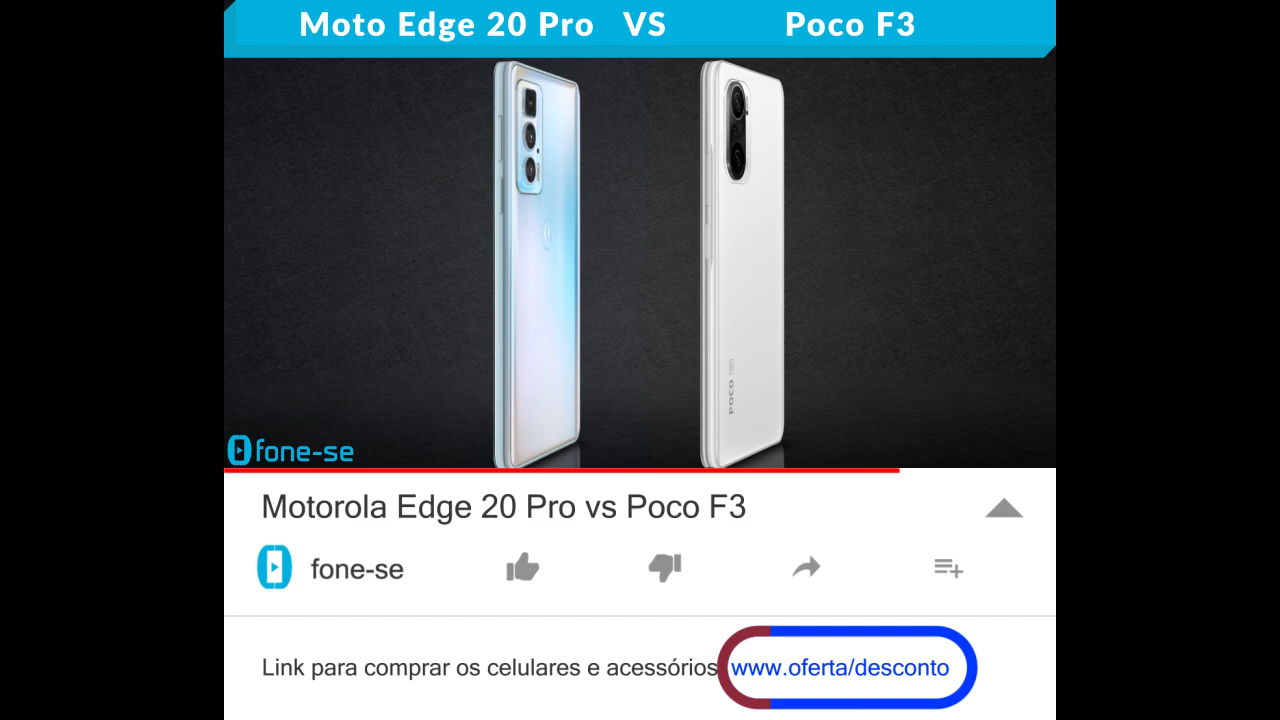 Moto Edge 20 Pro VS Poco F3
POCO
fone-se
Motorola Edge 20 Pro vs Poco F3
fone-se
Link para comprar os celulares e acessórios www.oferta/desconto